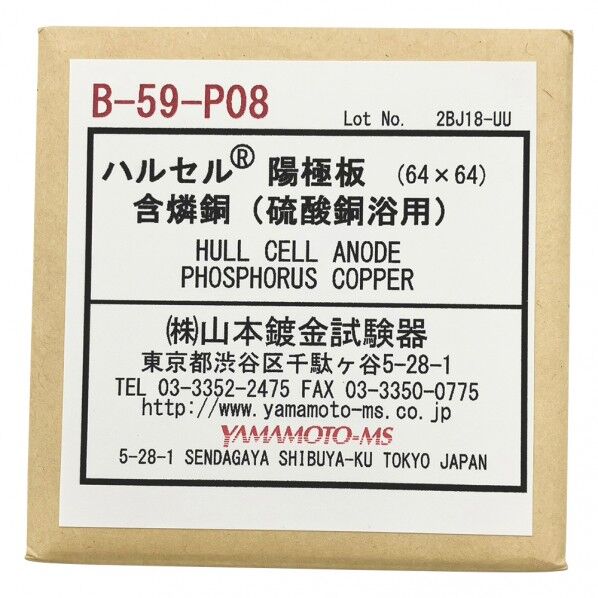 B-59-P08
Lot No. 2BJ18-UU
ハルセル® 陽極板 (64×64)
含燐銅（硫酸銅浴用）
HULL CELL ANODE
PHOSPHORUS COPPER
㈱山本鍍金試験器
東京都渋谷区千駄ヶ谷5-28-1
TEL 03-3352-2475 FAX 03-3350-0775
http://www.yamamoto-ms.co.jp
YAMAMOTO-MS
5-28-1 SENDAGAYA SHIBUYA-KU TOKYO JAPAN